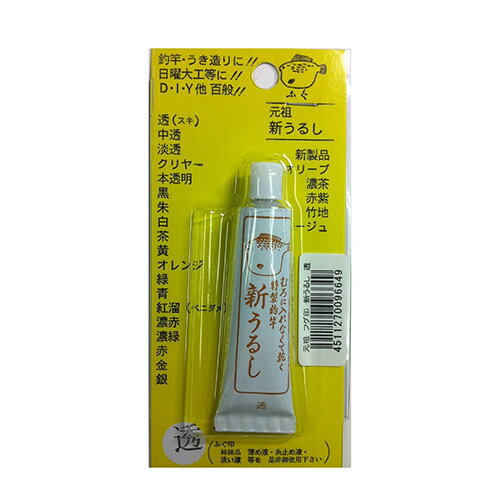 釣竿・うき造りに!!
日曜大工等に!!
D・I・Y他 百般!!
ふぐ
元祖
新うるし
透(スキ)
中透
淡透
クリヤー
本透明
黒
朱
白
茶
黄
オレンジ
緑
青
紅溜(ベニダメ)
濃赤
濃緑
赤
金
銀
新製品
オリーブ
濃茶
赤紫
竹地
ージュ
むろに入れなくて乾く
特製釣竿
新うるし
透
元祖 フグ印 新うるし 透
4511270096649
透
ふぐ印
姉妹品 薄め液・糸止め液・
洗い液 等を 是非御使用下さい